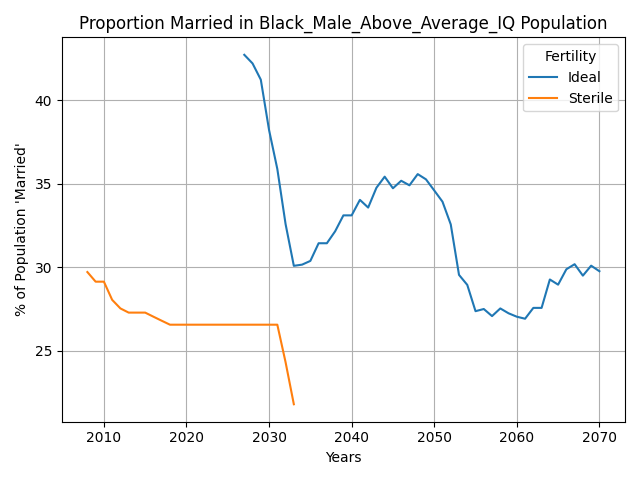 Proportion Married in Black_Male_Above_Average_IQ Population
Fertility
Ideal
Sterile
% of Population 'Married'
40
35
30
25
2010 2020 2030 2040 2050 2060 2070
Years